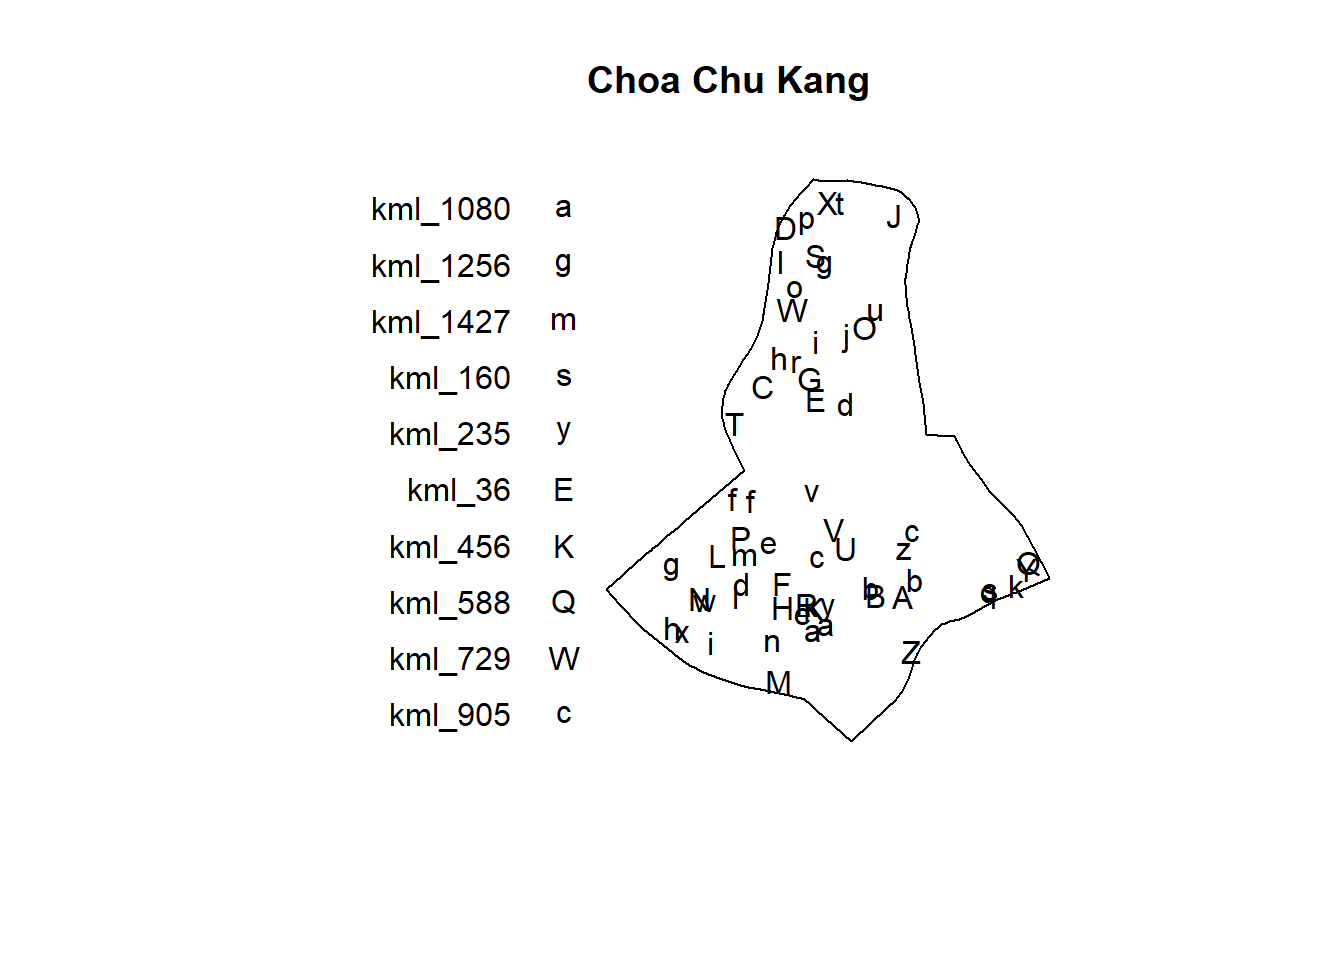 Choa Chu Kang
kml_1080 a
kml_1256 g
kml_1427 m
kml_160 s
kml_235 y
kml_36 E
kml_456 K
kml_588 Q
kml_729 W
kml_905 c
X t
D p J
l S g
o
W u
i j O
h r
C G
E d
T
f f v
V c
P e U z
g L m c
Q Y
d F b B A b s q k
N w l H R K y
e
h x a a
i n Z
M